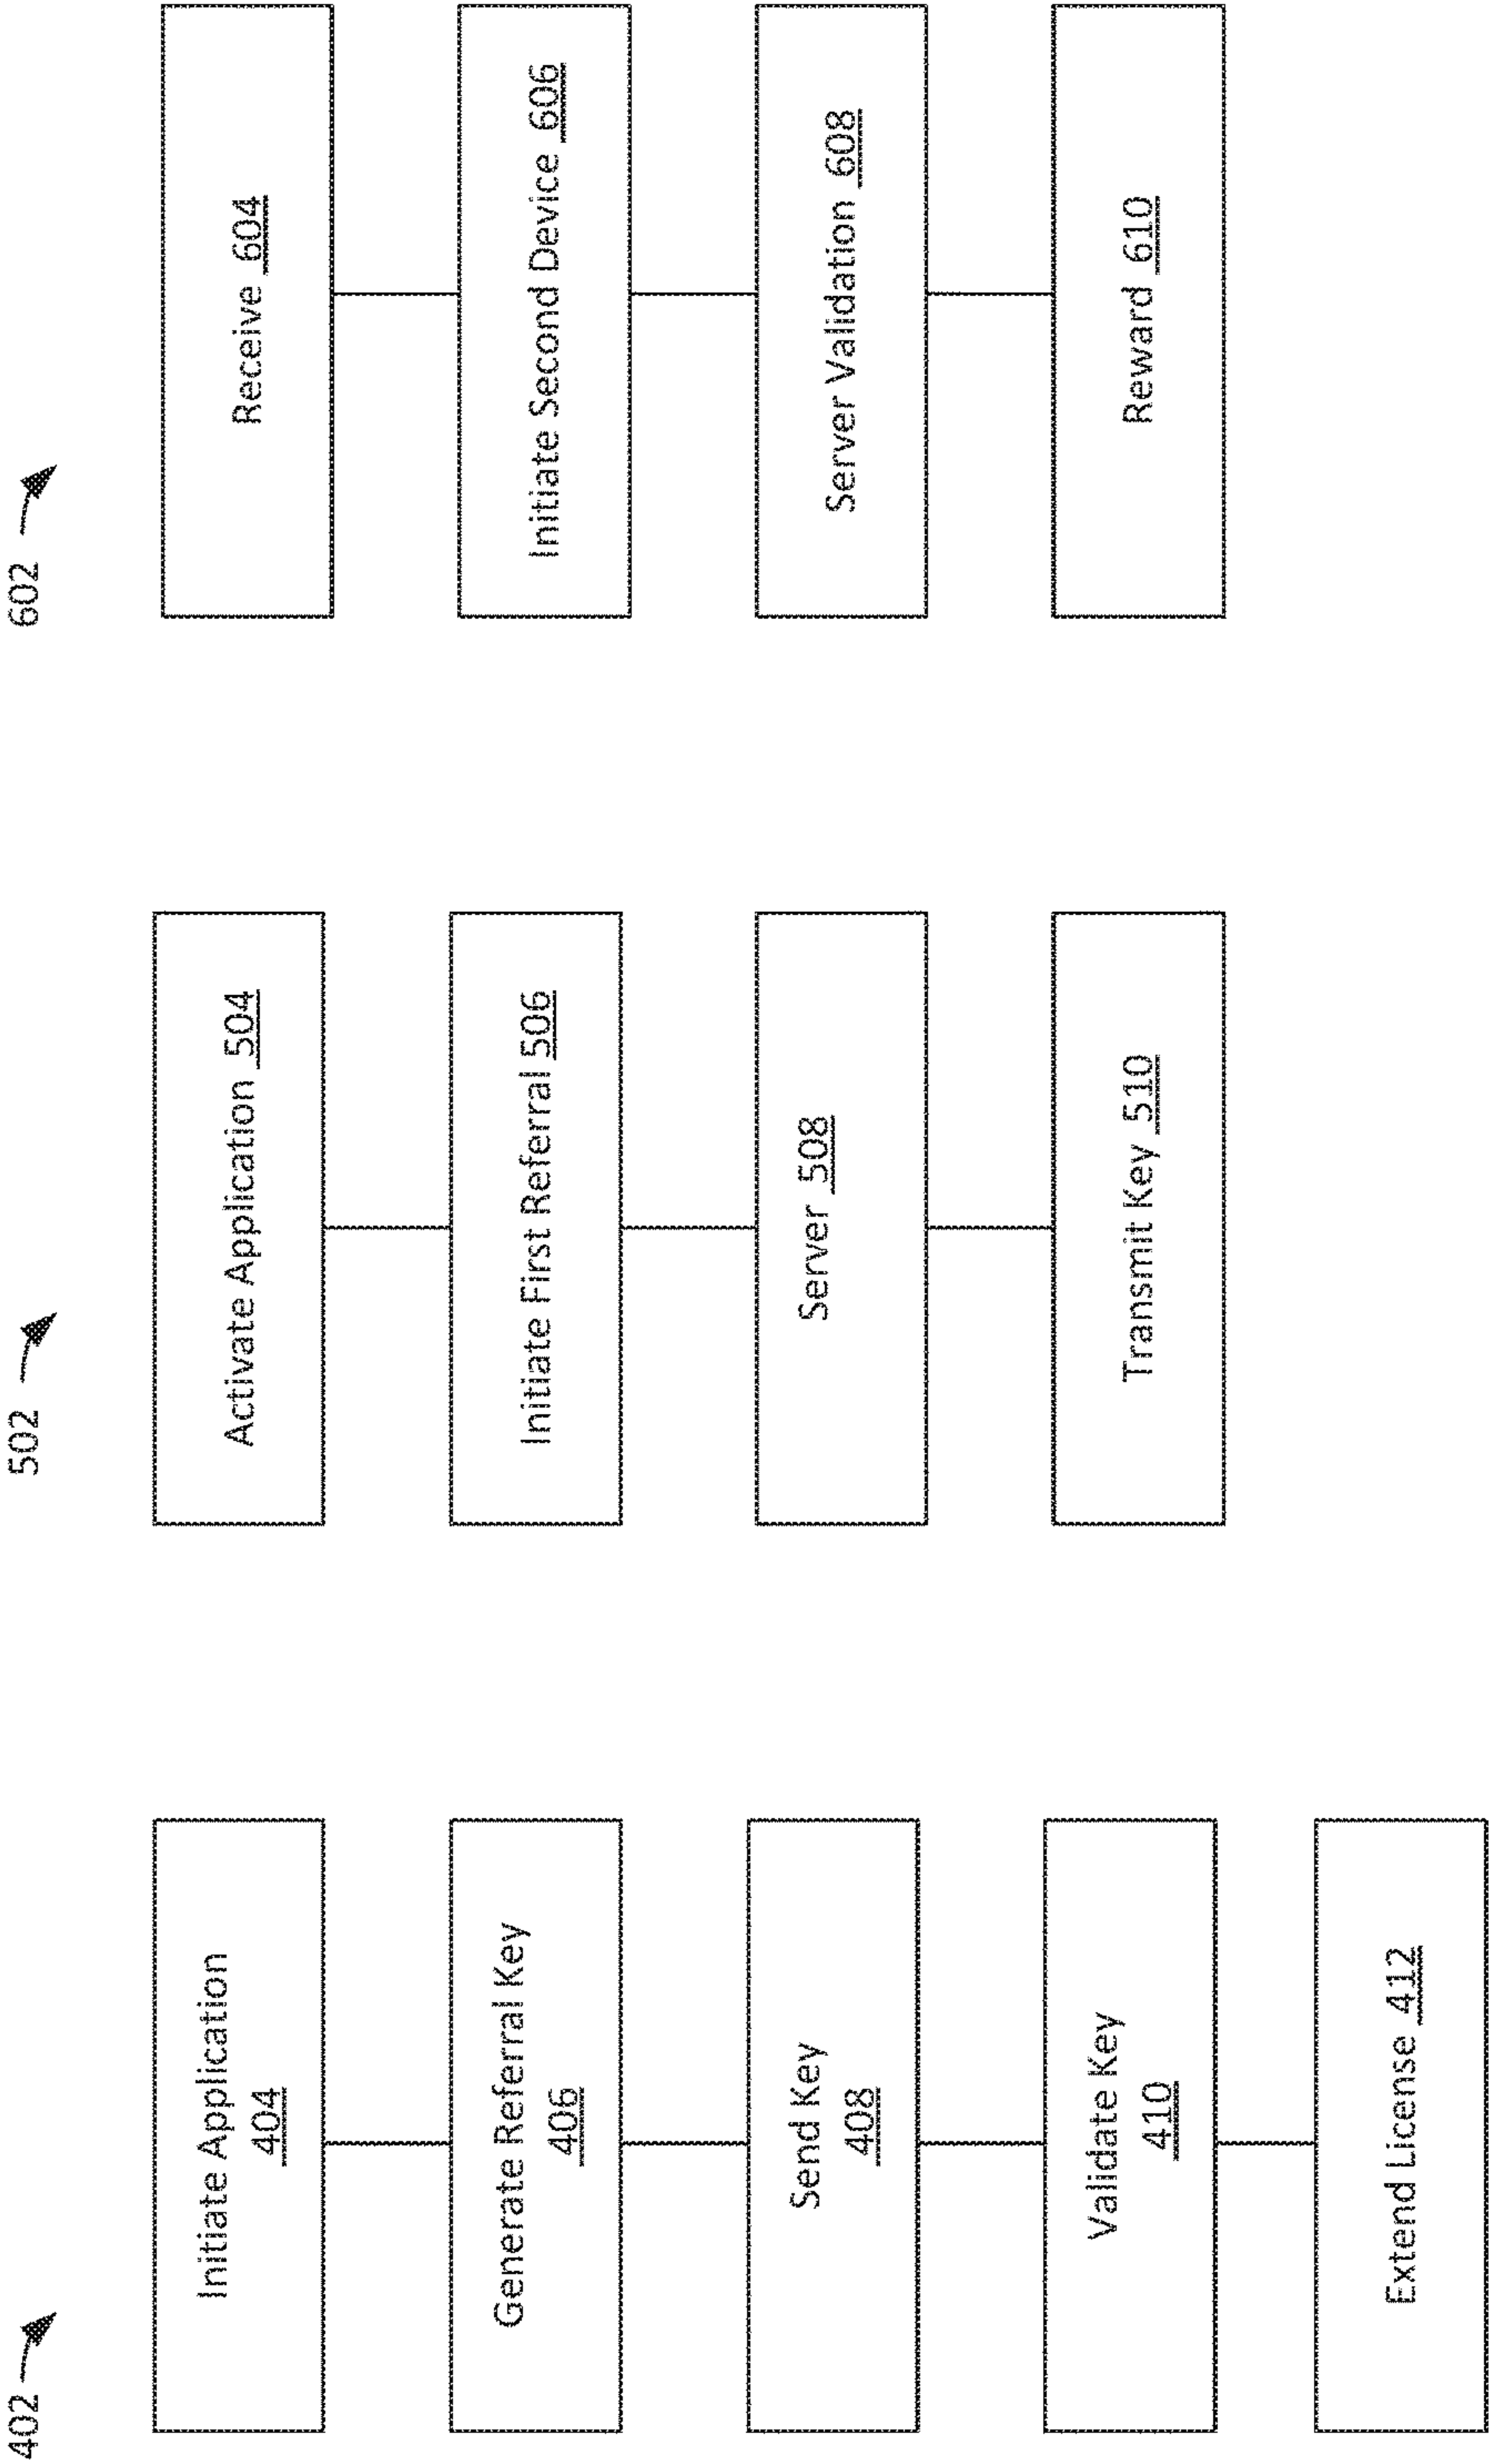 402
Initiate Application
404
Generate Referral Key
406
Send Key
408
Validate Key
410
Extend License 412
502
Activate Application 504
Initiate First Referral 506
Server 508
Transmit Key 510
602
Receive 604
Initiate Second Device 606
Server Validation 608
Reward 610